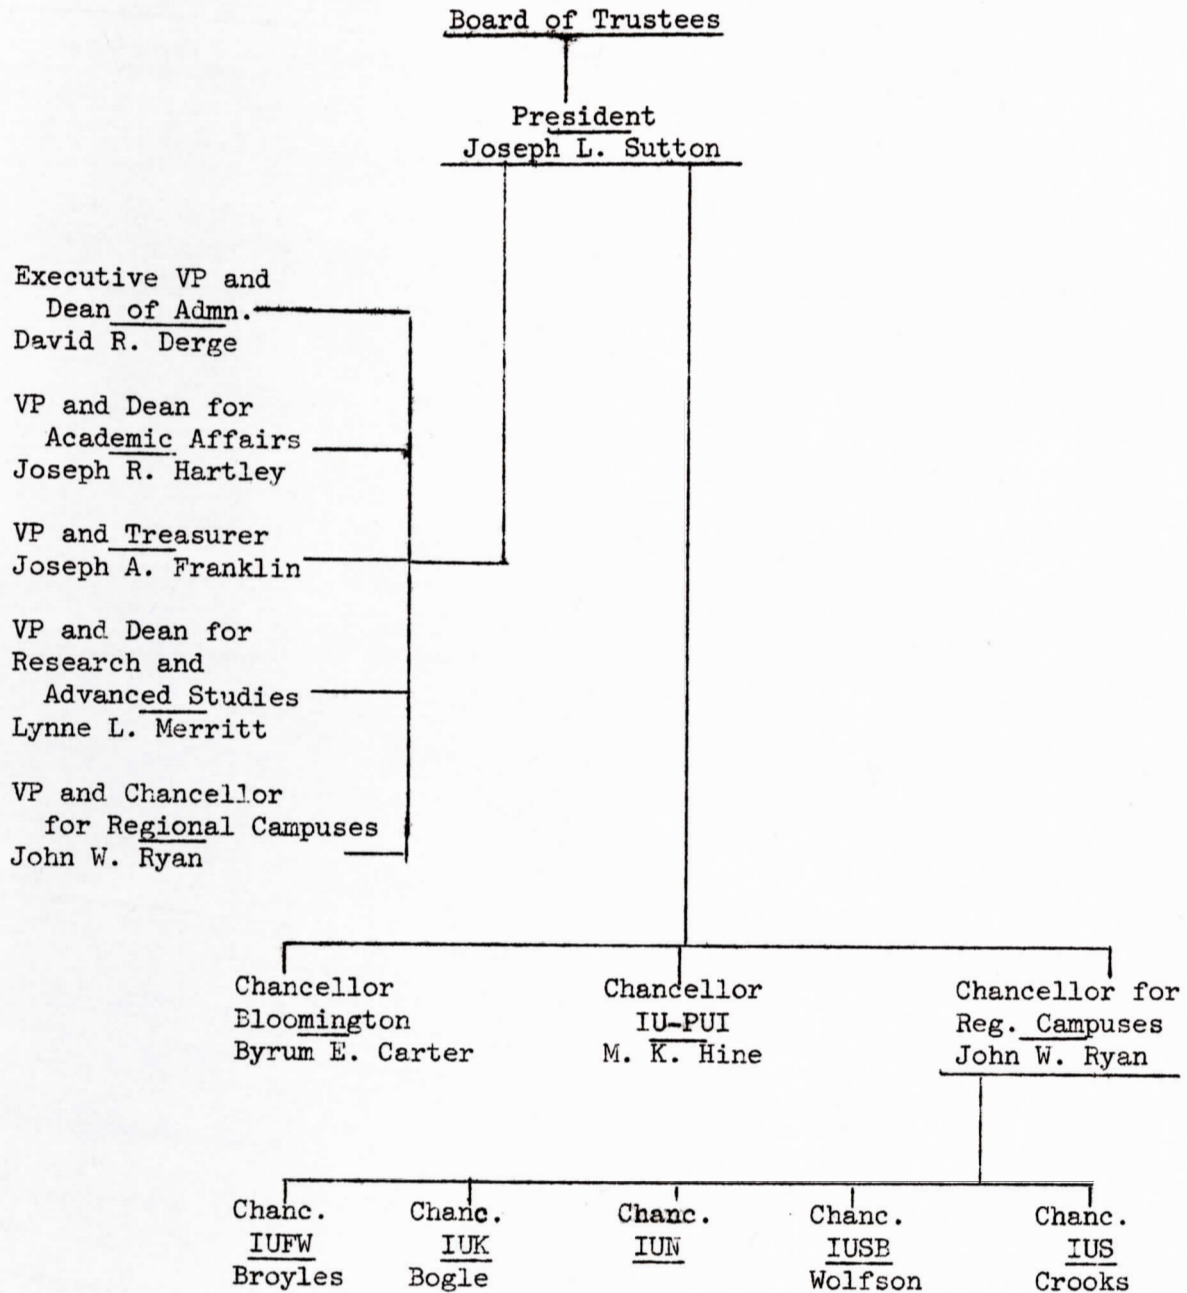 Board of Trustees
President
Joseph L. Sutton
Executive VP and
Dean of Admn.
David R. Derge
VP and Dean for
Academic Affairs
Joseph R. Hartley
VP and Treasurer
Joseph A. Franklin
VP and Dean for
Research and
Advanced Studies
Lynne L. Merritt
VP and Chancellor
for Regional Campuses
John W. Ryan
Chancellor
Bloomington
Byrum E. Carter
Chancellor
IU-PUI
M. K. Hine
Chancellor for
Reg. Campuses
John W. Ryan
Chanc.
IUFW
Broyles
Chanc.
IUK
Bogle
Chanc.
IUN
Chanc.
IUSB
Wolfson
Chanc.
IUS
Crooks